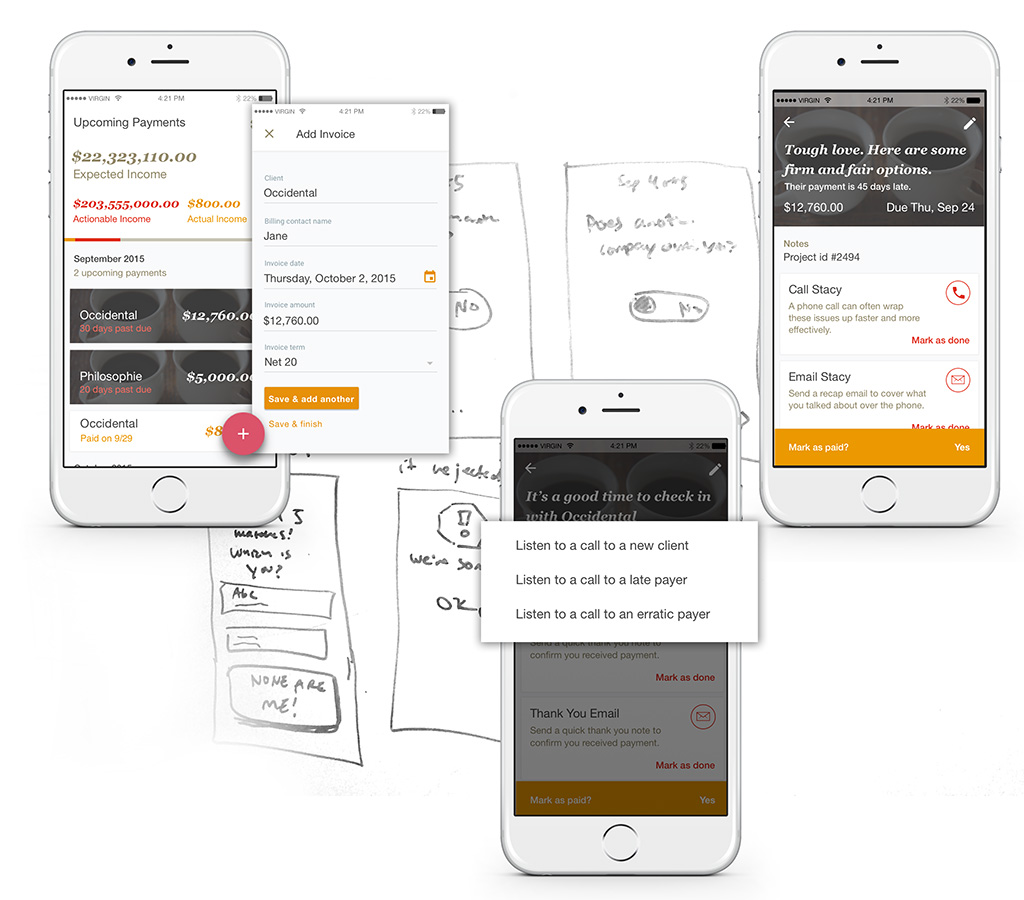 VIRGIN 4:21 PM 22%
Upcoming Payments
$22,323,110.00
Expected Income
$203,555,000.00 $800.00
Actionable Income Actual Income
September 2015
2 upcoming payments
Occidental $12,760.00
30 days past due
Philosophie $5,000.00
20 days past due
Occidental
Paid on 9/29
+
VIRGIN 4:21 PM 22%
Add Invoice
Client
Occidental
Billing contact name
Jane
Invoice date
Thursday, October 2, 2015
Invoice amount
$12,760.00
Invoice term
Net 20
Save & add another
Save & finish
VIRGIN 4:21 PM 22%
Tough love. Here are some
firm and fair options.
Their payment is 45 days late.
$12,760.00 Due Thu, Sep 24
Notes
Project id #2494
Call Stacy
A phone call can often wrap
these issues up faster and more
effectively.
Mark as done
Email Stacy
Send a recap email to cover what
you talked about over the phone.
Mark as done
Mark as paid? Yes
VIRGIN 4:21 PM 22%
It's a good time to check in
with Occidental
Listen to a call to a new client
Listen to a call to a late payer
Listen to a call to an erratic payer
Send a quick thank you note to
confirm you received payment.
Mark as done
Thank You Email
Send a quick thank you note to
confirm you received payment.
Mark as done
Mark as paid? Yes
No
Does
company
you?
No
it rejected
matches!
Which is
you?
Abc
NONE ARE
ME!
We're
OK